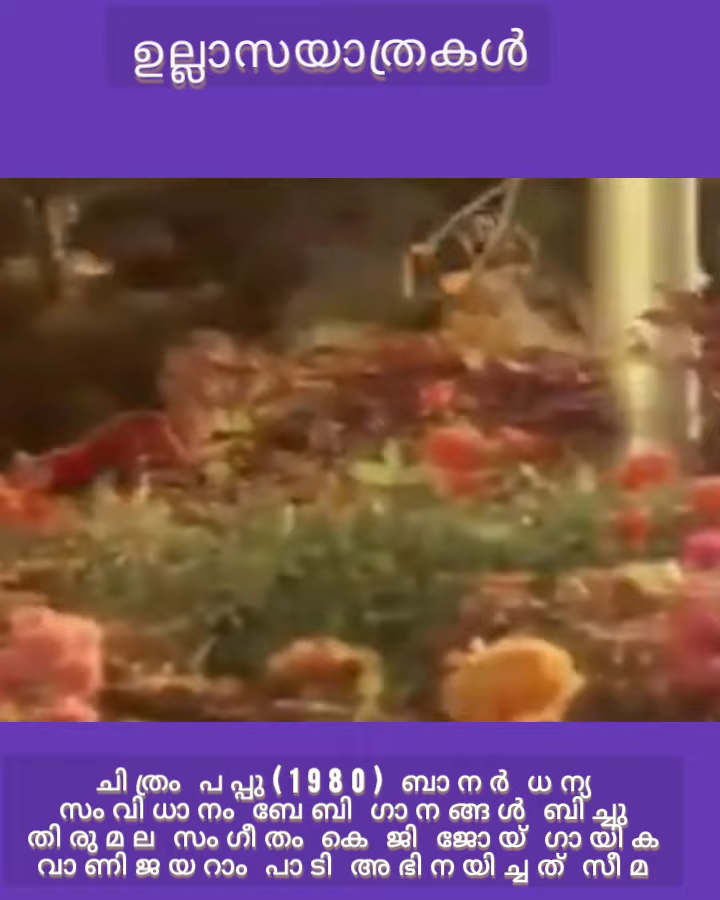 ഉല്ലാസയാത്രകൾ
ചിത്രം പപ്പു (1980) ബാനർ ധന്യ
സംവിധാനം ബേബി ഗാനങ്ങൾ ബിച്ചു
തിരുമല സംഗീതം കെ ജി ജോയ് ഗായിക
വാണിജയറാം പാടി അഭിനയിച്ചത് സീമ